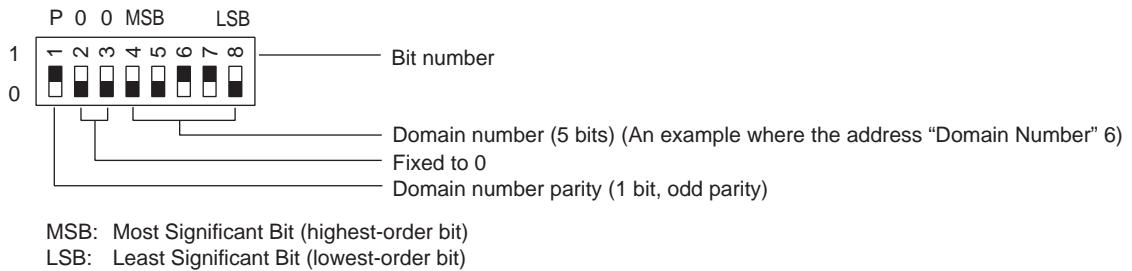 P 0 0 MSB LSB
1 1 2 3 4 5 6 7 8 Bit number
0
Domain number (5 bits) (An example where the address “Domain Number” 6)
Fixed to 0
Domain number parity (1 bit, odd parity)
MSB: Most Significant Bit (highest-order bit)
LSB: Least Significant Bit (lowest-order bit)